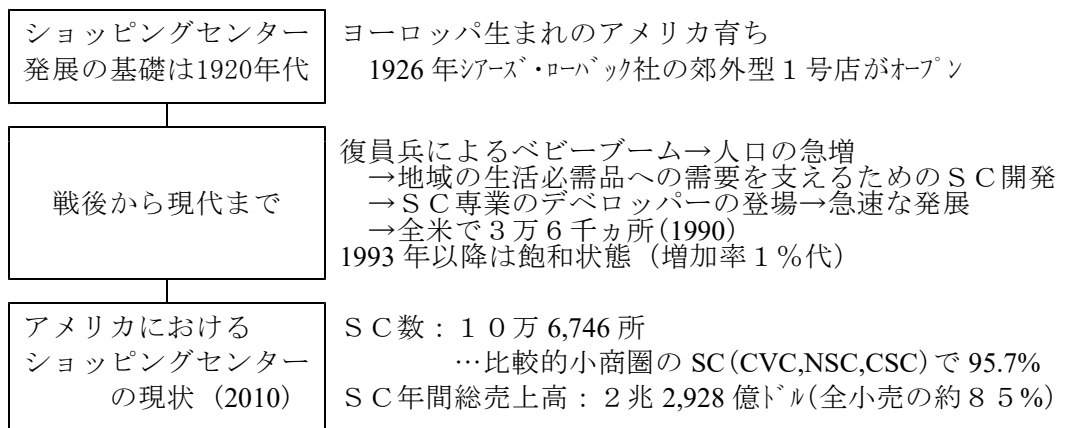 ショッピングセンター
発展の基礎は1920年代
ヨーロッパ生まれのアメリカ育ち
1926年ｼｱｰｽﾞ・ﾛｰﾊﾞｯｸ社の郊外型１号店がｵｰﾌﾟﾝ
戦後から現代まで
復員兵によるベビーブーム→人口の急増
→地域の生活必需品への需要を支えるためのＳＣ開発
→ＳＣ専業のデベロッパーの登場→急速な発展
→全米で３万６千ヵ所(1990)
1993年以降は飽和状態（増加率１％代）
アメリカにおける
ショッピングセンター
の現状（2010）
ＳＣ数：１０万6,746所
…比較的小商圏のSC(CVC,NSC,CSC)で95.7%
ＳＣ年間総売上高：２兆2,928億ﾄﾞﾙ(全小売の約８５%)